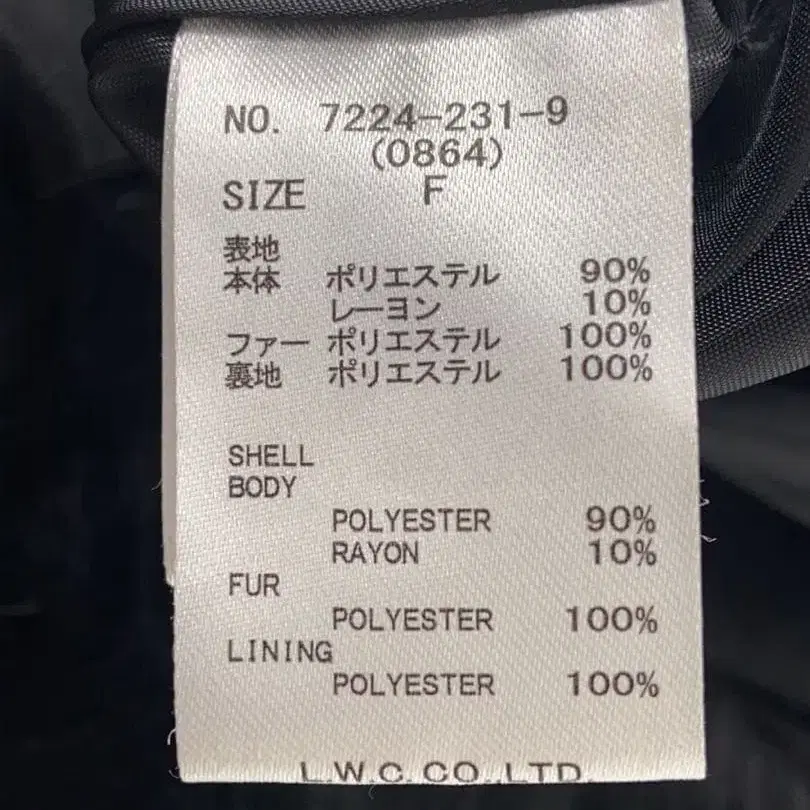 NO. 7224-231-9
(0864)
SIZE F
表地
本体 ポリエステル 90%
レーヨン 10%
ファー ポリエステル 100%
裏地 ポリエステル 100%
SHELL
BODY
POLYESTER 90%
RAYON 10%
FUR
POLYESTER 100%
LINING
POLYESTER 100%
L.W.C.CO.,LTD.